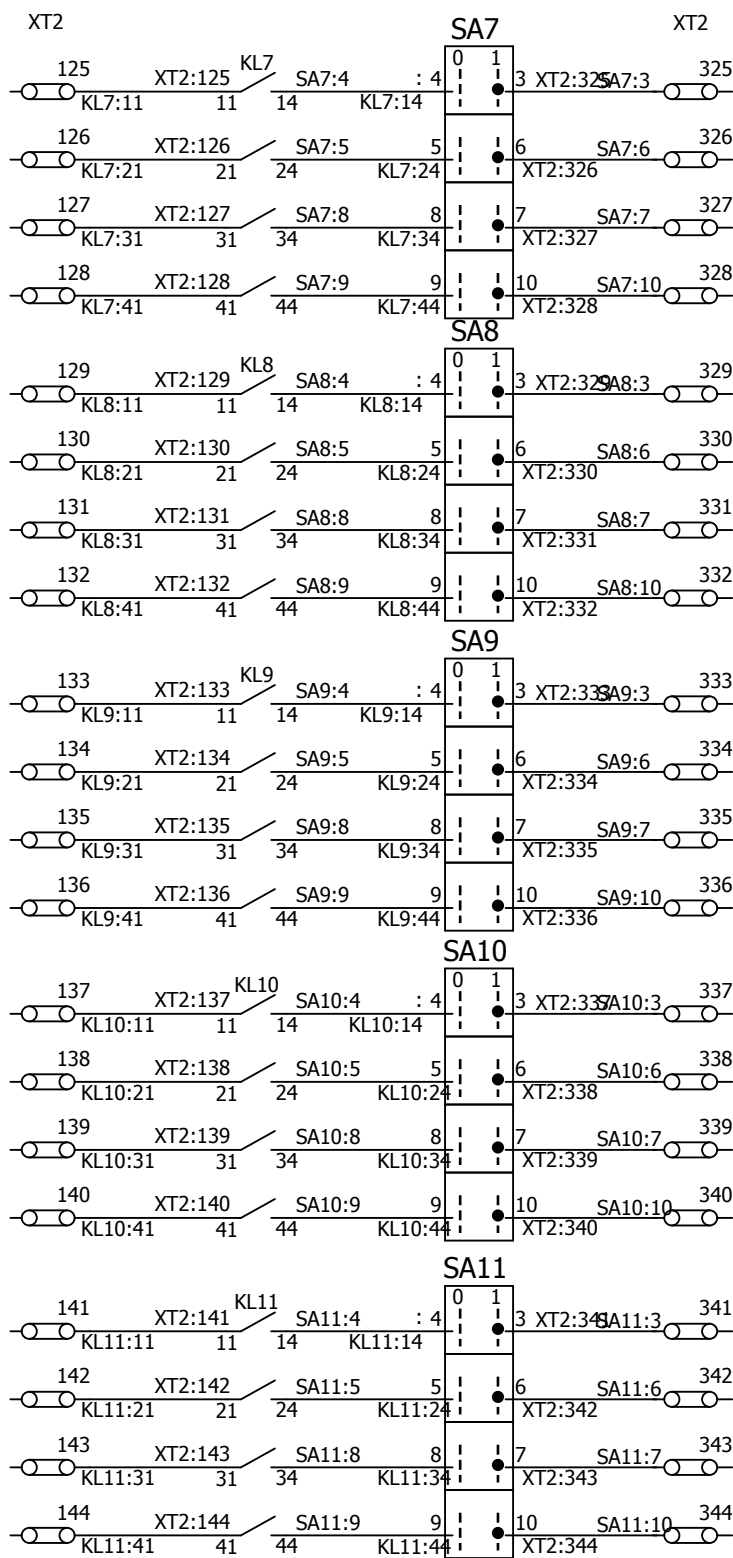 XT2 SA7 XT2
0 1
125 XT2:125 KL7 SA7:4 : 4 3 XT2:325 SA7:3 325
KL7:11 11 14 KL7:14
126 XT2:126 SA7:5 5 6 SA7:6 326
KL7:21 21 24 KL7:24 XT2:326
127 XT2:127 SA7:8 8 7 SA7:7 327
KL7:31 31 34 KL7:34 XT2:327
128 XT2:128 SA7:9 9 10 SA7:10 328
KL7:41 41 44 KL7:44 XT2:328
SA8
0 1
129 XT2:129 KL8 SA8:4 : 4 3 XT2:329 SA8:3 329
KL8:11 11 14 KL8:14
130 XT2:130 SA8:5 5 6 SA8:6 330
KL8:21 21 24 KL8:24 XT2:330
131 XT2:131 SA8:8 8 7 SA8:7 331
KL8:31 31 34 KL8:34 XT2:331
132 XT2:132 SA8:9 9 10 SA8:10 332
KL8:41 41 44 KL8:44 XT2:332
SA9
0 1
133 XT2:133 KL9 SA9:4 : 4 3 XT2:333 SA9:3 333
KL9:11 11 14 KL9:14
134 XT2:134 SA9:5 5 6 SA9:6 334
KL9:21 21 24 KL9:24 XT2:334
135 XT2:135 SA9:8 8 7 SA9:7 335
KL9:31 31 34 KL9:34 XT2:335
136 XT2:136 SA9:9 9 10 SA9:10 336
KL9:41 41 44 KL9:44 XT2:336
SA10
0 1
137 XT2:137 KL10 SA10:4 : 4 3 XT2:337 SA10:3 337
KL10:11 11 14 KL10:14
138 XT2:138 SA10:5 5 6 SA10:6 338
KL10:21 21 24 KL10:24 XT2:338
139 XT2:139 SA10:8 8 7 SA10:7 339
KL10:31 31 34 KL10:34 XT2:339
140 XT2:140 SA10:9 9 10 SA10:10 340
KL10:41 41 44 KL10:44 XT2:340
SA11
0 1
141 XT2:141 KL11 SA11:4 : 4 3 XT2:341 SA11:3 341
KL11:11 11 14 KL11:14
142 XT2:142 SA11:5 5 6 SA11:6 342
KL11:21 21 24 KL11:24 XT2:342
143 XT2:143 SA11:8 8 7 SA11:7 343
KL11:31 31 34 KL11:34 XT2:343
144 XT2:144 SA11:9 9 10 SA11:10 344
KL11:41 41 44 KL11:44 XT2:344